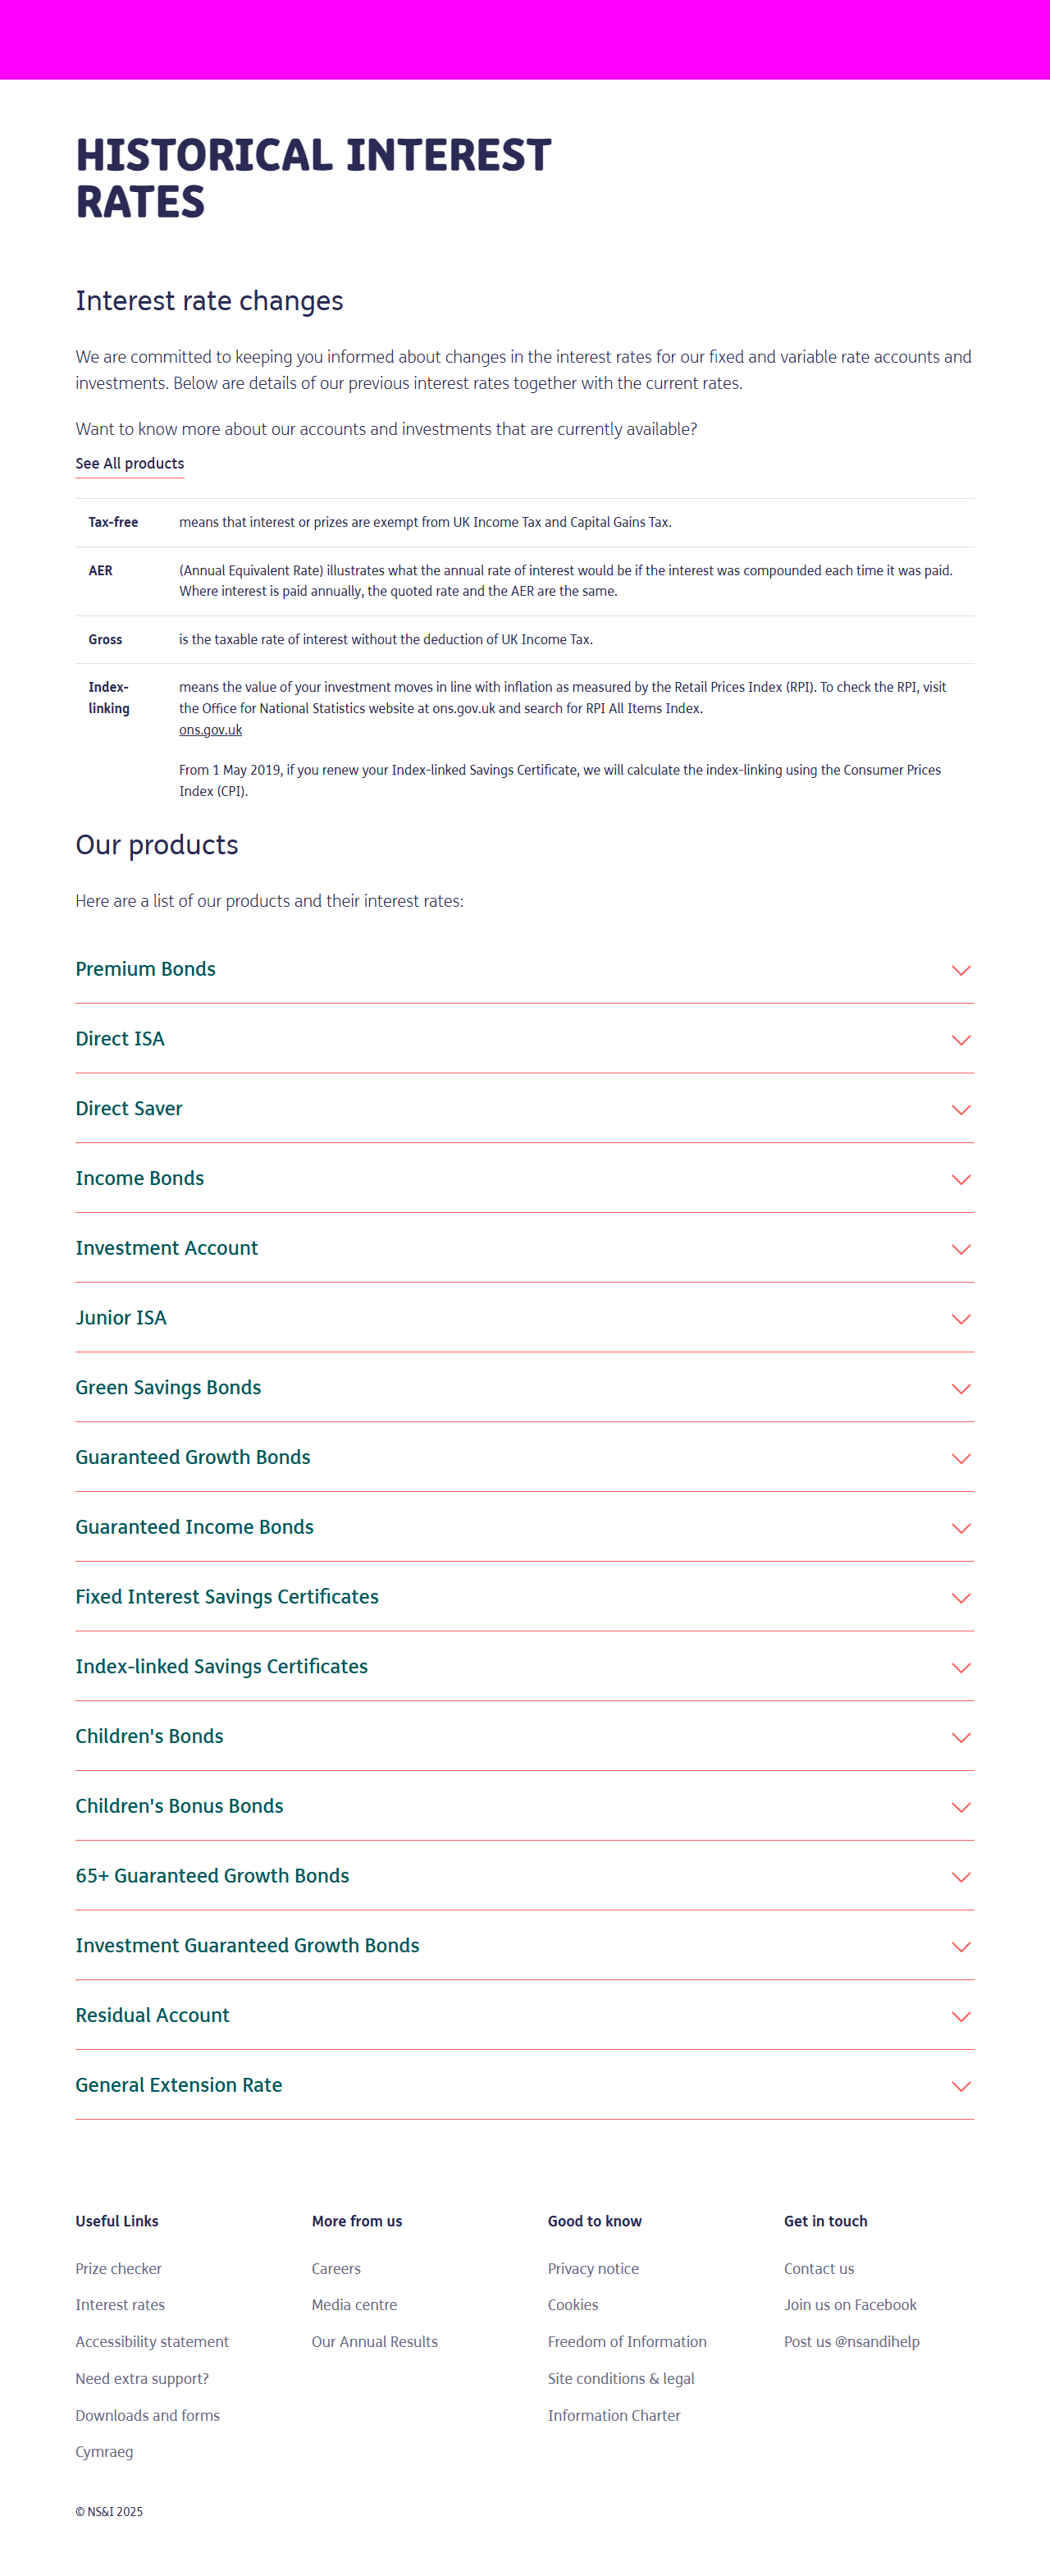 HISTORICAL INTEREST
RATES
Interest rate changes
We are committed to keeping you informed about changes in the interest rates for our fixed and variable rate accounts and
investments. Below are details of our previous interest rates together with the current rates.
Want to know more about our accounts and investments that are currently available?
See All products
Tax-free means that interest or prizes are exempt from UK Income Tax and Capital Gains Tax.
AER (Annual Equivalent Rate) illustrates what the annual rate of interest would be if the interest was compounded each time it was paid.
Where interest is paid annually, the quoted rate and the AER are the same.
Gross is the taxable rate of interest without the deduction of UK Income Tax.
Index- means the value of your investment moves in line with inflation as measured by the Retail Prices Index (RPI). To check the RPI, visit
linking the Office for National Statistics website at ons.gov.uk and search for RPI All Items Index.
ons.gov.uk
From 1 May 2019, if you renew your Index-linked Savings Certificate, we will calculate the index-linking using the Consumer Prices
Index (CPI).
Our products
Here are a list of our products and their interest rates:
Premium Bonds
Direct ISA
Direct Saver
Income Bonds
Investment Account
Junior ISA
Green Savings Bonds
Guaranteed Growth Bonds
Guaranteed Income Bonds
Fixed Interest Savings Certificates
Index-linked Savings Certificates
Children's Bonds
Children's Bonus Bonds
65+ Guaranteed Growth Bonds
Investment Guaranteed Growth Bonds
Residual Account
General Extension Rate
Useful Links
Prize checker
Interest rates
Accessibility statement
Need extra support?
Downloads and forms
Cymraeg
More from us
Careers
Media centre
Our Annual Results
Good to know
Privacy notice
Cookies
Freedom of Information
Site conditions & legal
Information Charter
Get in touch
Contact us
Join us on Facebook
Post us @nsandihelp
© NS&I 2025